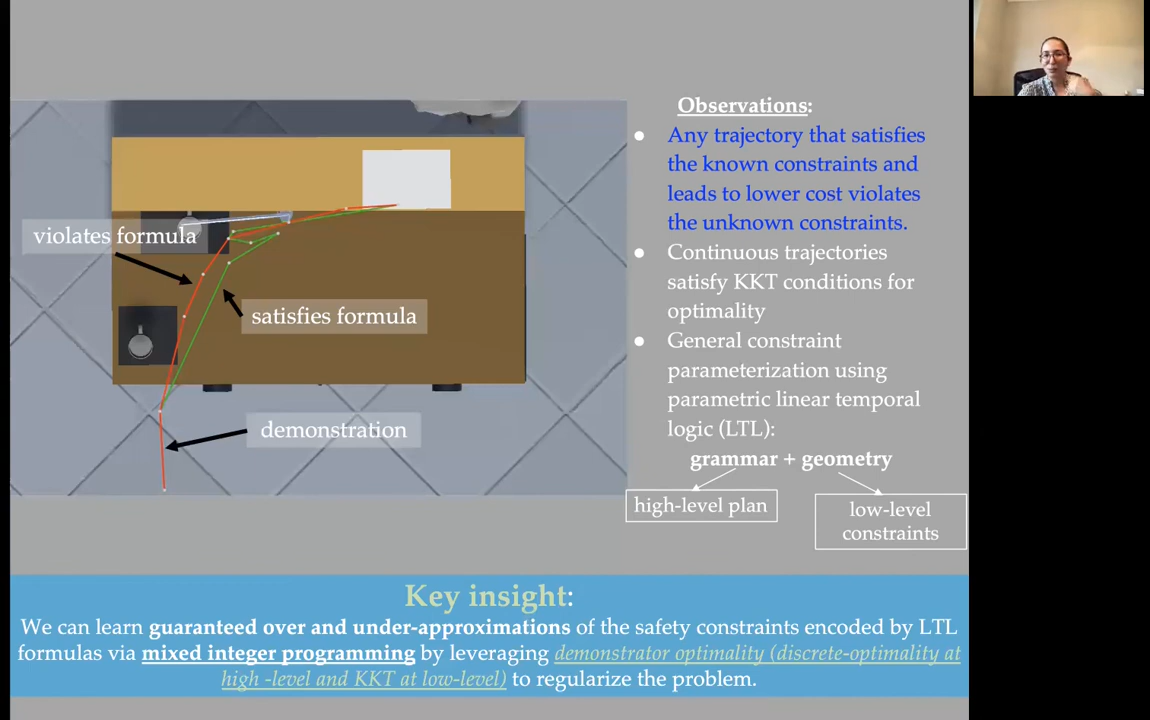 violates formula
satisfies formula
demonstration
Observations:
● Any trajectory that satisfies
the known constraints and
leads to lower cost violates
the unknown constraints.
● Continuous trajectories
satisfy KKT conditions for
optimality
● General constraint
parameterization using
parametric linear temporal
logic (LTL):
grammar + geometry
high-level plan
low-level
constraints
Key insight:
We can learn guaranteed over and under-approximations of the safety constraints encoded by LTL
formulas via mixed integer programming by leveraging demonstrator optimality (discrete-optimality at
high -level and KKT at low-level) to regularize the problem.